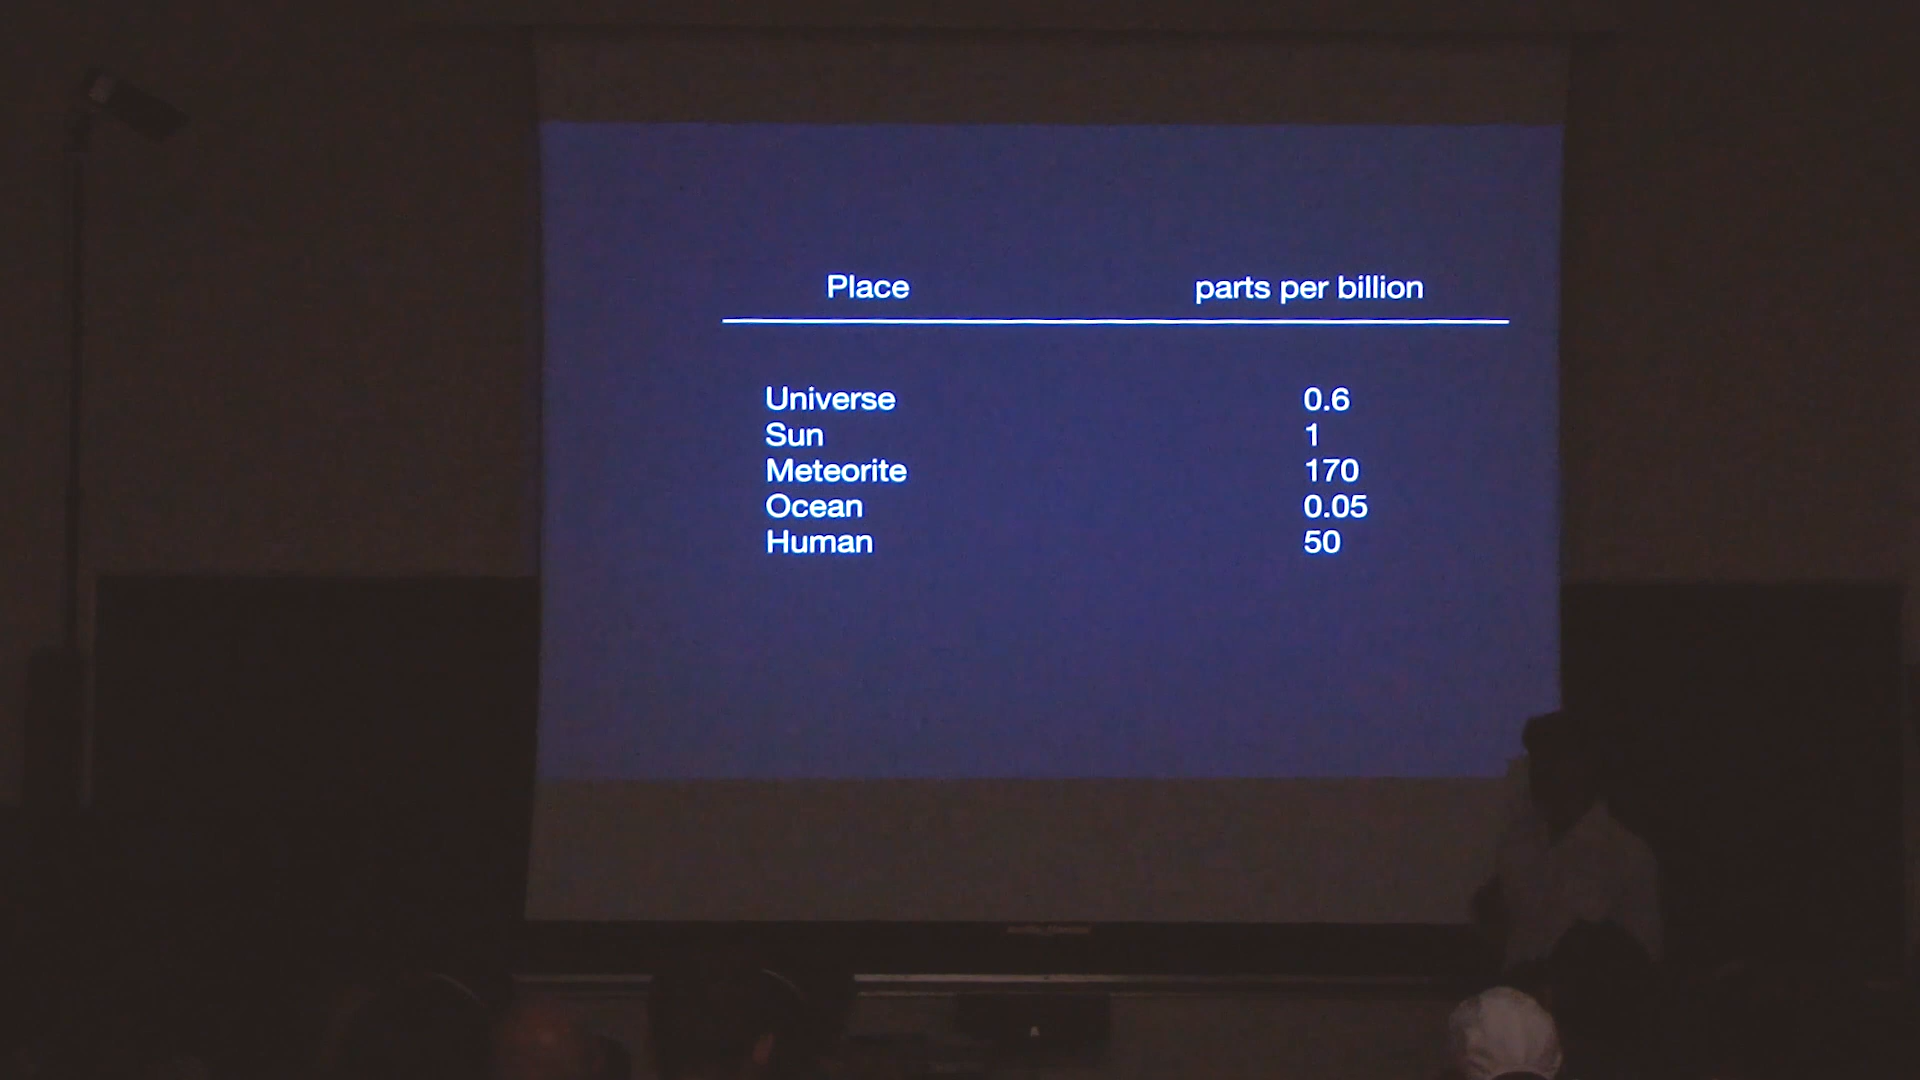 Place parts per billion
Universe 0.6
Sun 1
Meteorite 170
Ocean 0.05
Human 50